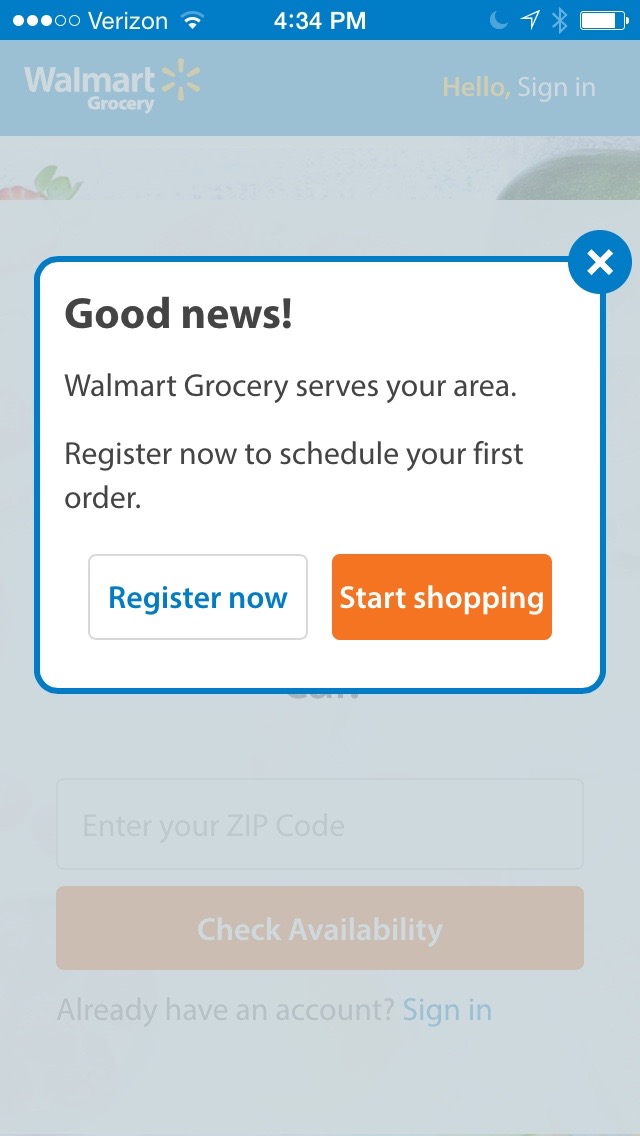 Verizon 4:34 PM
Walmart
Grocery
Hello, Sign in
Good news!
Walmart Grocery serves your area.
Register now to schedule your first
order.
Register now
Start shopping
Enter your ZIP Code
Check Availability
Already have an account? Sign in